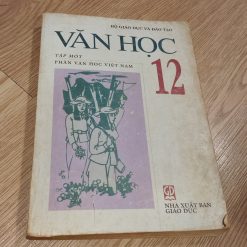 BỘ GIÁO DỤC VÀ ĐÀO TẠO
VĂN HỌC
TẬP MỘT
PHẦN VĂN HỌC VIỆT NAM
12
NHÀ XUẤT BẢN
GIÁO DỤC